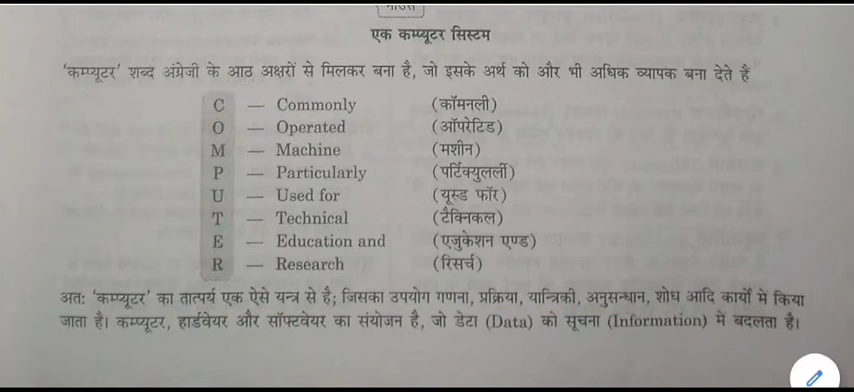 माउस
एक कम्प्यूटर सिस्टम
'कम्प्यूटर' शब्द अंग्रेजी के आठ अक्षरों से मिलकर बना है, जो इसके अर्थ को और भी अधिक व्यापक बना देते हैं
C — Commonly (कॉमनली)
O — Operated (ऑपरेटिड)
M — Machine (मशीन)
P — Particularly (पर्टिक्युलर्ली)
U — Used for (यूस्ड फॉर)
T — Technical (टैक्निकल)
E — Education and (एजुकेशन एण्ड)
R — Research (रिसर्च)
अतः 'कम्प्यूटर' का तात्पर्य एक ऐसे यन्त्र से है; जिसका उपयोग गणना, प्रक्रिया, यान्त्रिकी, अनुसन्धान, शोध आदि कार्यों में किया
जाता है। कम्प्यूटर, हार्डवेयर और सॉफ्टवेयर का संयोजन है, जो डेटा (Data) को सूचना (Information) में बदलता है।